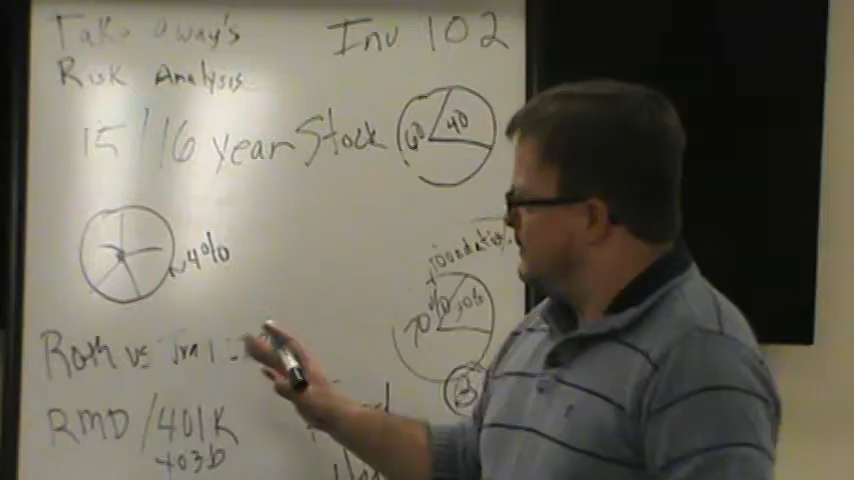 Take away's
Inv 102
Risk Analysis
15/16 year Stock
60 40
~4%
foundation
70% 30%
Roth vs
B
RMD/401K
403b